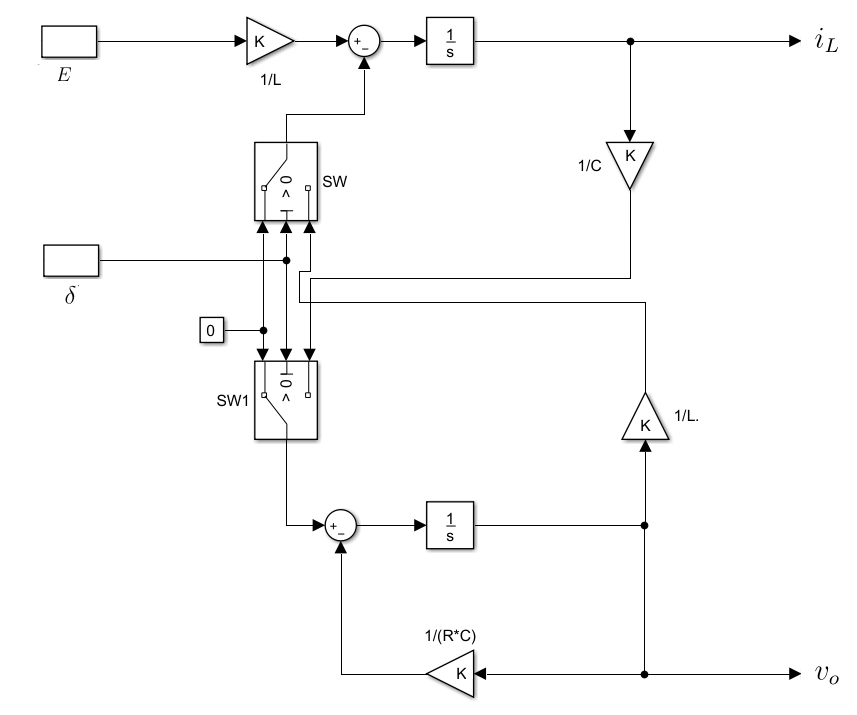 K
+
−
1
s
i_L
E
1/L
K
1/C
> 0
SW
δ
0
> 0
SW1
K
1/L.
+
−
1
s
1/(R*C)
K
v_o